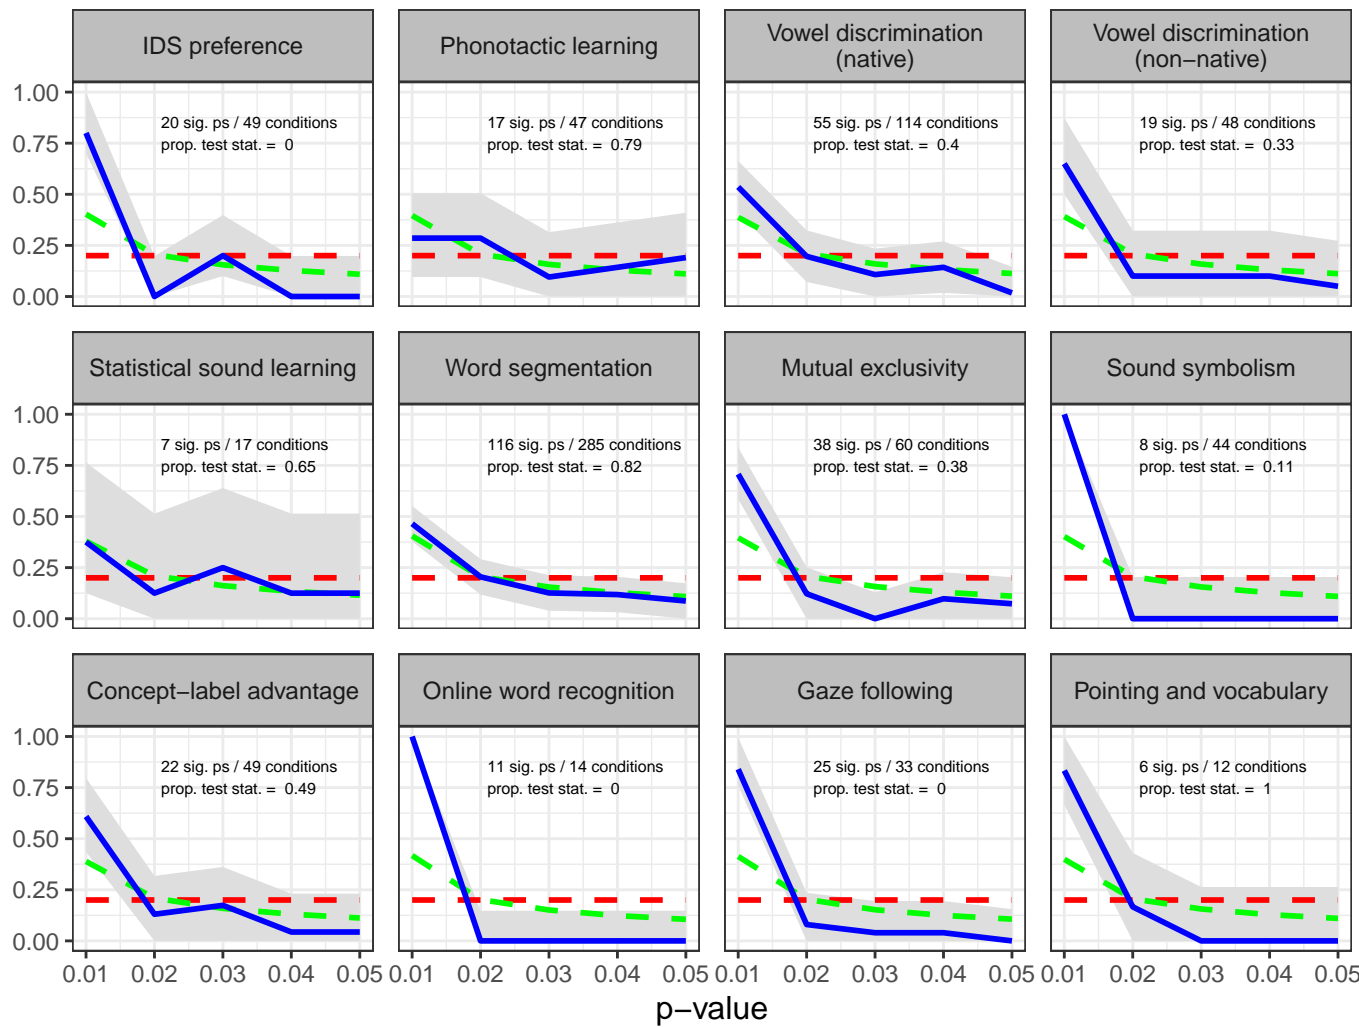 IDS preference
Phonotactic learning
Vowel discrimination
(native)
Vowel discrimination
(non−native)
1.00
0.75
0.50
0.25
0.00
20 sig. ps / 49 conditions
prop. test stat. =  0
17 sig. ps / 47 conditions
prop. test stat. =  0.79
55 sig. ps / 114 conditions
prop. test stat. =  0.4
19 sig. ps / 48 conditions
prop. test stat. =  0.33
Statistical sound learning
Word segmentation
Mutual exclusivity
Sound symbolism
1.00
0.75
0.50
0.25
0.00
7 sig. ps / 17 conditions
prop. test stat. =  0.65
116 sig. ps / 285 conditions
prop. test stat. =  0.82
38 sig. ps / 60 conditions
prop. test stat. =  0.38
8 sig. ps / 44 conditions
prop. test stat. =  0.11
Concept−label advantage
Online word recognition
Gaze following
Pointing and vocabulary
1.00
0.75
0.50
0.25
0.00
22 sig. ps / 49 conditions
prop. test stat. =  0.49
11 sig. ps / 14 conditions
prop. test stat. =  0
25 sig. ps / 33 conditions
prop. test stat. =  0
6 sig. ps / 12 conditions
prop. test stat. =  1
0.01 0.02 0.03 0.04 0.05
0.01 0.02 0.03 0.04 0.05
0.01 0.02 0.03 0.04 0.05
0.01 0.02 0.03 0.04 0.05
p−value